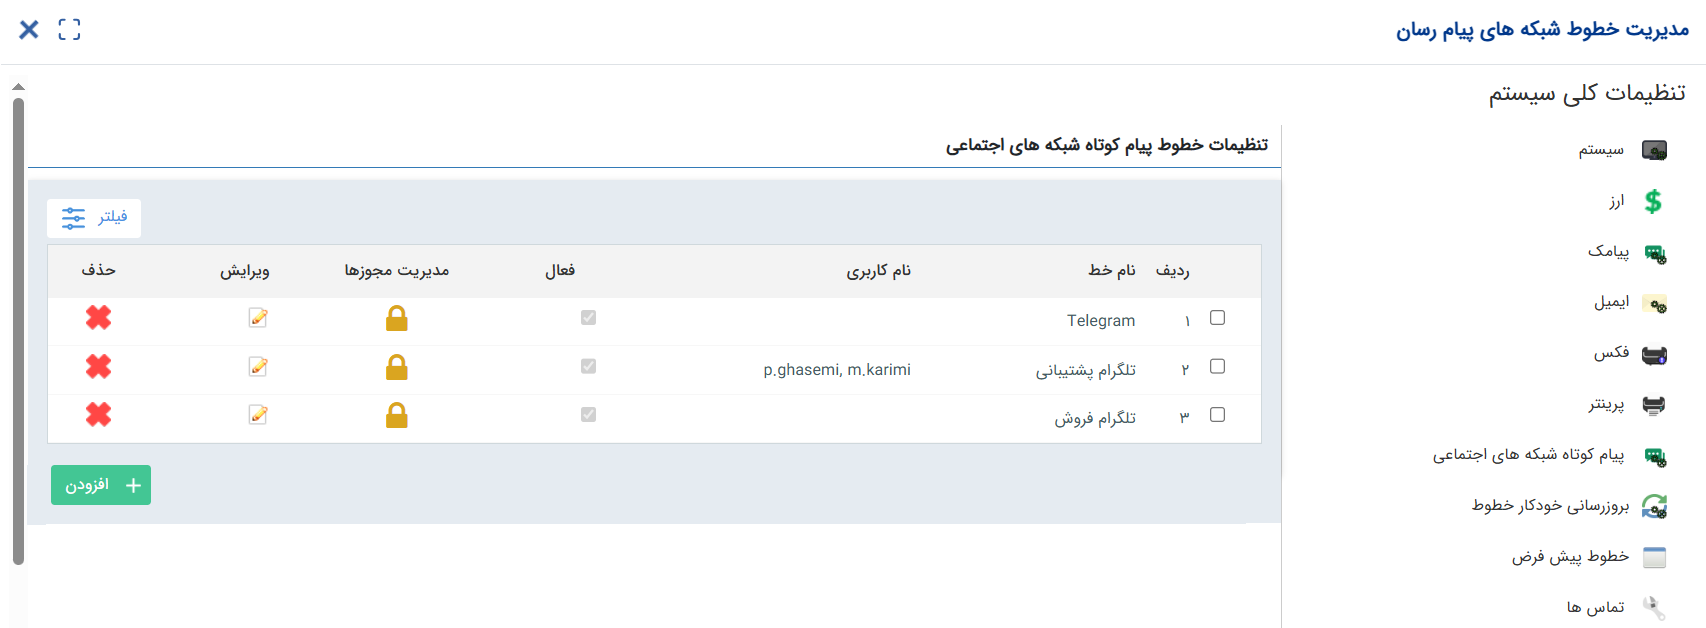 مدیریت خطوط شبکه های پیام رسان
تنظیمات کلی سیستم
سیستم
ارز
پیامک
ایمیل
فکس
پرینتر
پیام کوتاه شبکه های اجتماعی
بروزرسانی خودکار خطوط
خطوط پیش فرض
تماس ها
تنظیمات خطوط پیام کوتاه شبکه های اجتماعی
فیلتر
ردیف نام خط نام کاربری فعال مدیریت مجوزها ویرایش حذف
۱ Telegram
۲ تلگرام پشتیبانی p.ghasemi, m.karimi
۳ تلگرام فروش
افزودن